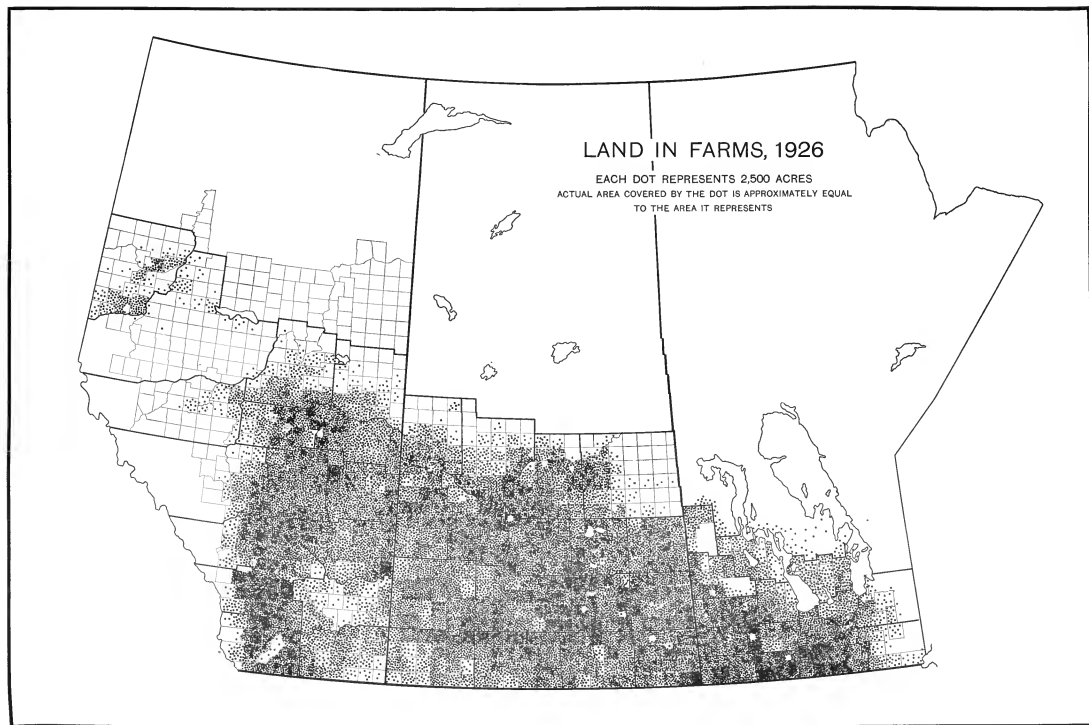 LAND IN FARMS, 1926
EACH DOT REPRESENTS 2,500 ACRES
ACTUAL AREA COVERED BY THE DOT IS APPROXIMATELY EQUAL
TO THE AREA IT REPRESENTS